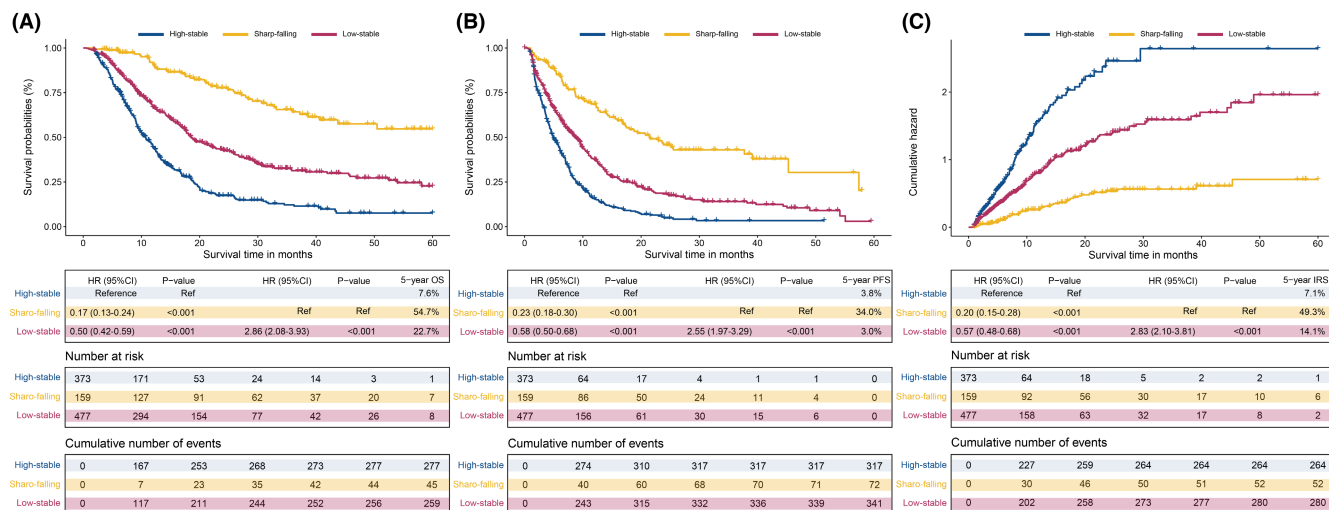 (A)
High-stable Sharp-falling Low-stable
Survival probabilities (%)
1.00
0.75
0.50
0.25
0.00
0 10 20 30 40 50 60
Survival time in months
HR (95%CI) P-value HR (95%CI) P-value 5-year OS
High-stable Reference Ref 7.6%
Sharo-falling 0.17 (0.13-0.24) <0.001 Ref Ref 54.7%
Low-stable 0.50 (0.42-0.59) <0.001 2.86 (2.08-3.93) <0.001 22.7%
Number at risk
High-stable 373 171 53 24 14 3 1
Sharo-falling 159 127 91 62 37 20 7
Low-stable 477 294 154 77 42 26 8
Cumulative number of events
High-stable 0 167 253 268 273 277 277
Sharo-falling 0 7 23 35 42 44 45
Low-stable 0 117 211 244 252 256 259
(B)
High-stable Sharp-falling Low-stable
Survival probabilities (%)
1.00
0.75
0.50
0.25
0.00
0 10 20 30 40 50 60
Survival time in months
HR (95%CI) P-value HR (95%CI) P-value 5-year PFS
High-stable Reference Ref 3.8%
Sharo-falling 0.23 (0.18-0.30) <0.001 Ref Ref 34.0%
Low-stable 0.58 (0.50-0.68) <0.001 2.55 (1.97-3.29) <0.001 3.0%
Number at risk
High-stable 373 64 17 4 1 1 0
Sharo-falling 159 86 50 24 11 4 0
Low-stable 477 156 61 30 15 6 0
Cumulative number of events
High-stable 0 274 310 317 317 317 317
Sharo-falling 0 40 60 68 70 71 72
Low-stable 0 243 315 332 336 339 341
(C)
High-stable Sharp-falling Low-stable
Cumulative hazard
2
1
0
0 10 20 30 40 50 60
Survival time in months
HR (95%CI) P-value HR (95%CI) P-value 5-year IRS
High-stable Reference Ref 7.1%
Sharo-falling 0.20 (0.15-0.28) <0.001 Ref Ref 49.3%
Low-stable 0.57 (0.48-0.68) <0.001 2.83 (2.10-3.81) <0.001 14.1%
Number at risk
High-stable 373 64 18 5 2 2 1
Sharo-falling 159 92 56 30 17 10 6
Low-stable 477 158 63 32 17 8 2
Cumulative number of events
High-stable 0 227 259 264 264 264 264
Sharo-falling 0 30 46 50 51 52 52
Low-stable 0 202 258 273 277 280 280